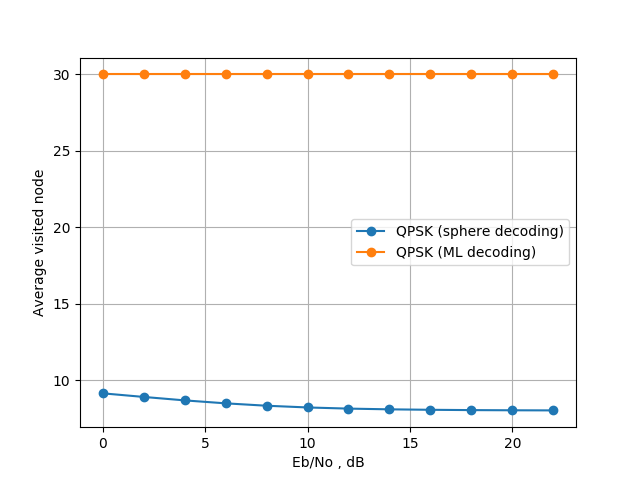 30
25
20
15
10
Average visited node
QPSK (sphere decoding)
QPSK (ML decoding)
0 5 10 15 20
Eb/No , dB